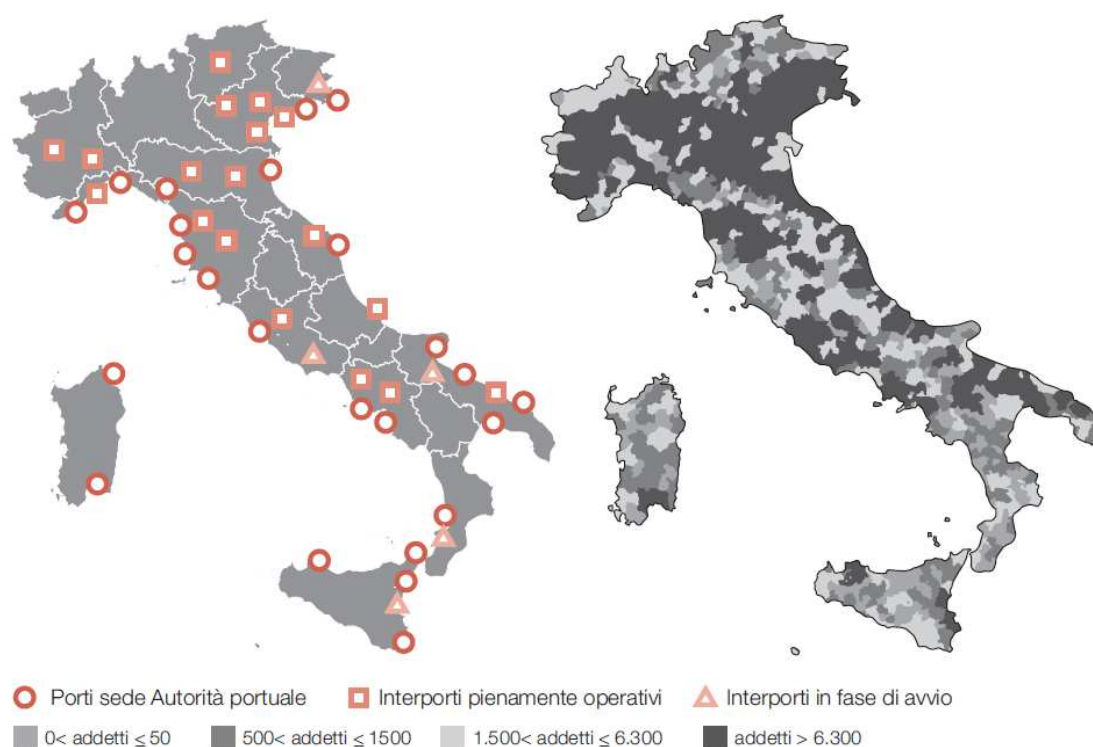 Porti sede Autorità portuale Interporti pienamente operativi Interporti in fase di avvio
0< addetti ≤ 50 500< addetti ≤ 1500 1.500< addetti ≤ 6.300 addetti > 6.300